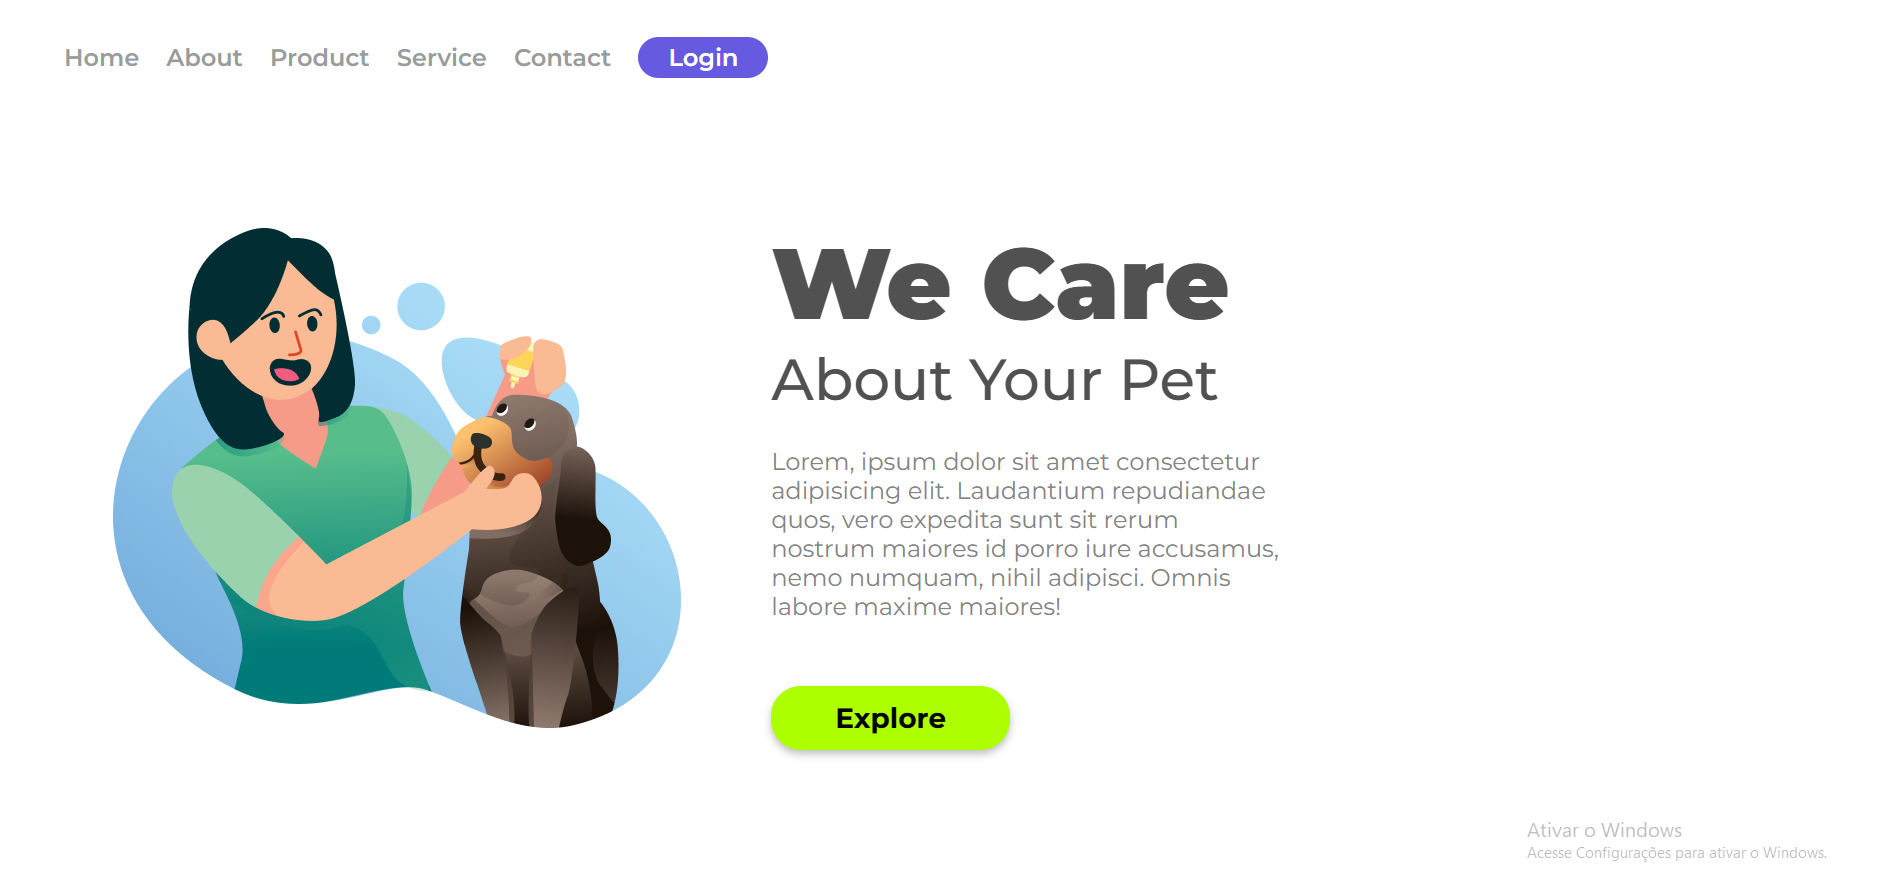 Home About Product Service Contact Login
We Care
About Your Pet
Lorem, ipsum dolor sit amet consectetur
adipisicing elit. Laudantium repudiandae
quos, vero expedita sunt sit rerum
nostrum maiores id porro iure accusamus,
nemo numquam, nihil adipisci. Omnis
labore maxime maiores!
Explore
Ativar o Windows
Acesse Configurações para ativar o Windows.